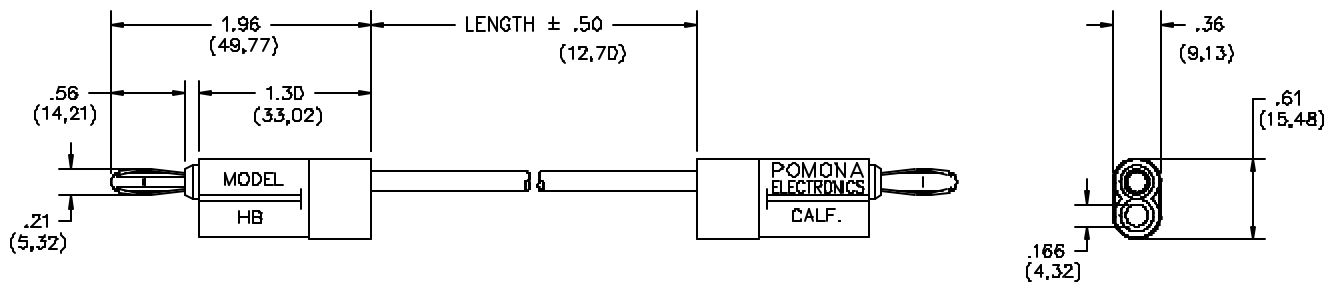 1.96
(49,77)
LENGTH ± .50
(12,70)
.36
(9,13)
.56
(14,21)
1.30
(33,02)
.61
(15,48)
MODEL
HB
POMONA
ELECTRONICS
CALF.
.21
(5,32)
.166
(4,32)